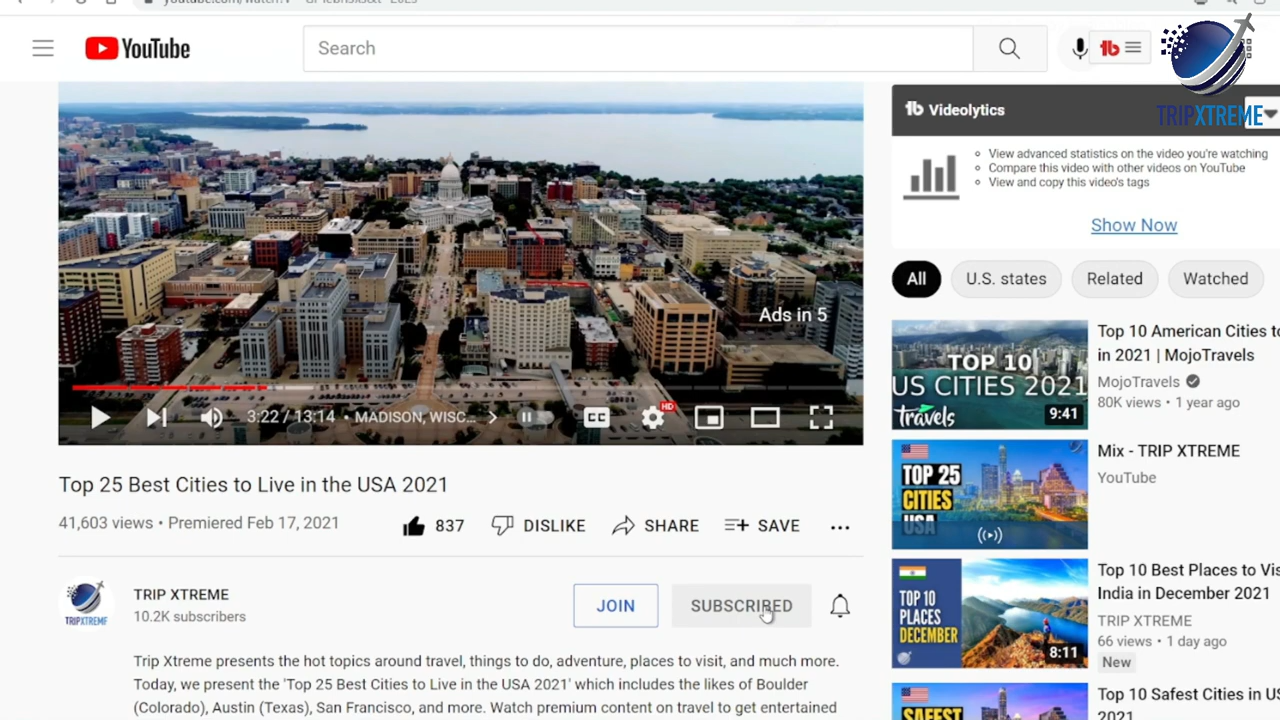 YouTube
Search
TRIPXTREME
Videolytics
View advanced statistics on the video you're watching
Compare this video with other videos on YouTube
View and copy this video's tags
Show Now
Ads in 5
3:22 / 13:14 • MADISON, WISC...
CC
HD
All
U.S. states
Related
Watched
TOP 10
US CITIES 2021
travels
9:41
Top 10 American Cities to
in 2021 | MojoTravels
MojoTravels
80K views • 1 year ago
TOP 25
CITIES
USA
Mix - TRIP XTREME
YouTube
Top 25 Best Cities to Live in the USA 2021
41,603 views • Premiered Feb 17, 2021
837
DISLIKE
SHARE
SAVE
TOP 10
PLACES
DECEMBER
8:11
Top 10 Best Places to Vis
India in December 2021
TRIP XTREME
66 views • 1 day ago
New
TRIPXTREME
TRIP XTREME
10.2K subscribers
JOIN
SUBSCRIBED
Trip Xtreme presents the hot topics around travel, things to do, adventure, places to visit, and much more.
Today, we present the 'Top 25 Best Cities to Live in the USA 2021' which includes the likes of Boulder
(Colorado), Austin (Texas), San Francisco, and more. Watch premium content on travel to get entertained
SAFEST
Top 10 Safest Cities in US
2021